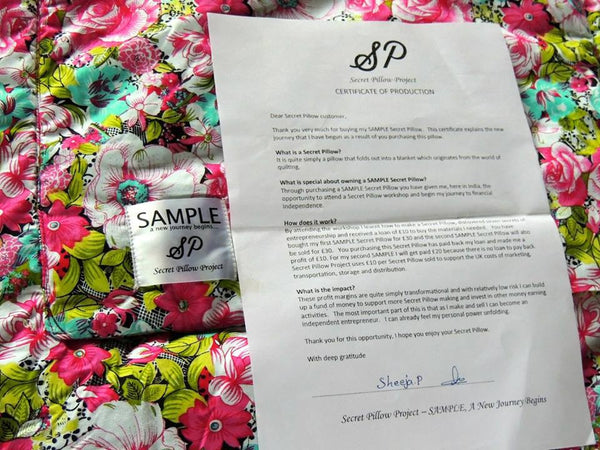 SP
Secret Pillow Project
CERTIFICATE OF PRODUCTION
Dear Secret Pillow customer,
Thank you very much for buying my SAMPLE Secret Pillow. This certificate explains the new
journey that I have begun as a result of you purchasing this pillow.
What is a Secret Pillow?
It is quite simply a pillow that folds out into a blanket which originates from the world of
quilting,
What is special about owning a SAMPLE Secret Pillow?
Through purchasing a SAMPLE Secret Pillow you have given me, here in India, the
opportunity to attend a Secret Pillow workshop and begin my journey to financial
independence.
How does it work?
By attending the workshop I learnt how to make a Secret Pillow, discovered seven secrets of
entrepreneurship and received a loan of £10 to buy the materials I needed. You have
bought my first SAMPLE Secret Pillow for £30 and the second SAMPLE Secret Pillow will also
be sold for £30. You purchasing this Secret Pillow has paid back my loan and made me a
profit of £10. For my second SAMPLE I will get paid £20 because there is no loan to pay back.
Secret Pillow Project uses £10 per Secret Pillow sold to support the UK costs of marketing,
transportation, storage and distribution.
What is the impact?
These profit margins are quite simply transformational and with relatively low risk I can build
up a fund of money to support more Secret Pillow making and invest in other money earning
activities. The most important part of this is that as I make and sell I can become an
independent entrepreneur. I can already feel my personal power unfolding.
Thank you for this opportunity, I hope you enjoy your Secret Pillow.
With deep gratitude
Sheeja.P
Secret Pillow Project – SAMPLE, A New Journey Begins
SAMPLE
a new journey begins...
SP
Secret Pillow Project